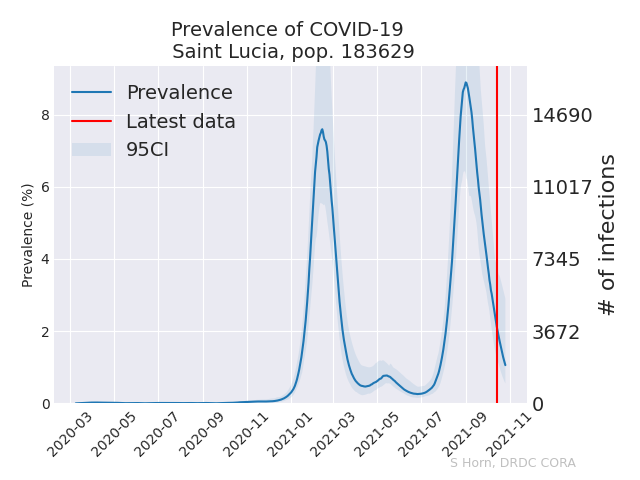 Prevalence of COVID-19
Saint Lucia, pop. 183629
Prevalence
Latest data
95CI
Prevalence (%)
8
6
4
2
0
14690
11017
7345
3672
0
# of infections
2020-03
2020-05
2020-07
2020-09
2020-11
2021-01
2021-03
2021-05
2021-07
2021-09
2021-11
S Horn, DRDC CORA